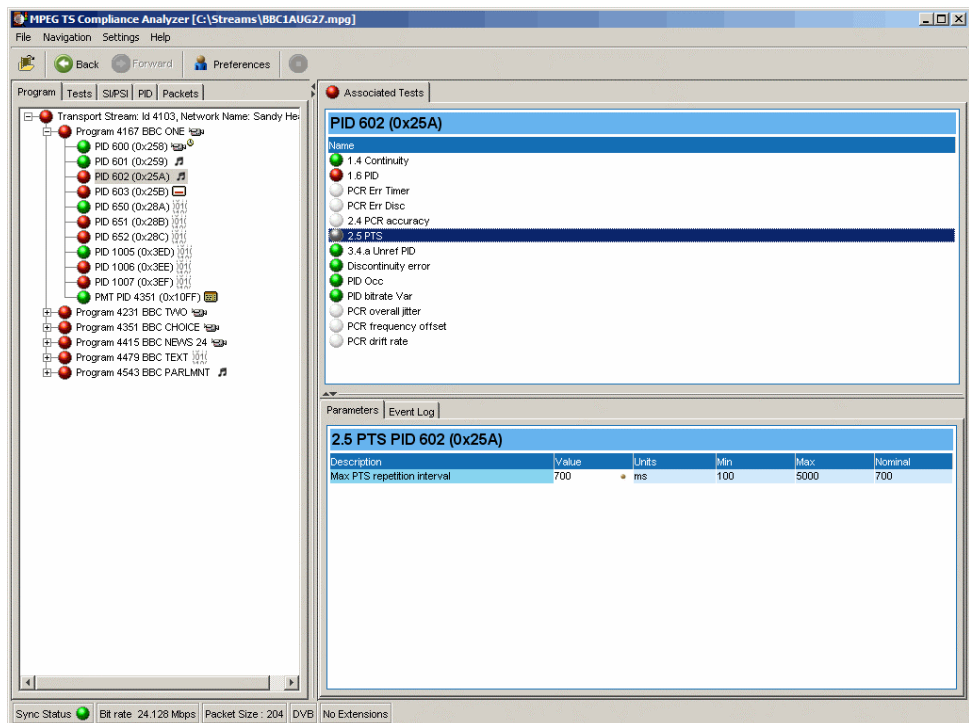 MPEG TS Compliance Analyzer [C:\Streams\BBC1AUG27.mpg]
File Navigation Settings Help
Back Forward Preferences
Program Tests SI/PSI PID Packets
Transport Stream: Id 4103, Network Name: Sandy He
Program 4167 BBC ONE
PID 600 (0x258)
PID 601 (0x259)
PID 602 (0x25A)
PID 603 (0x25B)
PID 650 (0x28A)
PID 651 (0x28B)
PID 652 (0x28C)
PID 1005 (0x3ED)
PID 1006 (0x3EE)
PID 1007 (0x3EF)
PMT PID 4351 (0x10FF)
Program 4231 BBC TWO
Program 4351 BBC CHOICE
Program 4415 BBC NEWS 24
Program 4479 BBC TEXT
Program 4543 BBC PARLMNT
Associated Tests
PID 602 (0x25A)
Name
1.4 Continuity
1.6 PID
PCR Err Timer
PCR Err Disc
2.4 PCR accuracy
2.5 PTS
3.4.a Unref PID
Discontinuity error
PID Occ
PID bitrate Var
PCR overall jitter
PCR frequency offset
PCR drift rate
Parameters Event Log
2.5 PTS PID 602 (0x25A)
Description Value Units Min Max Nominal
Max PTS repetition interval 700 ms 100 5000 700
Sync Status Bit rate 24.128 Mbps Packet Size : 204 DVB No Extensions